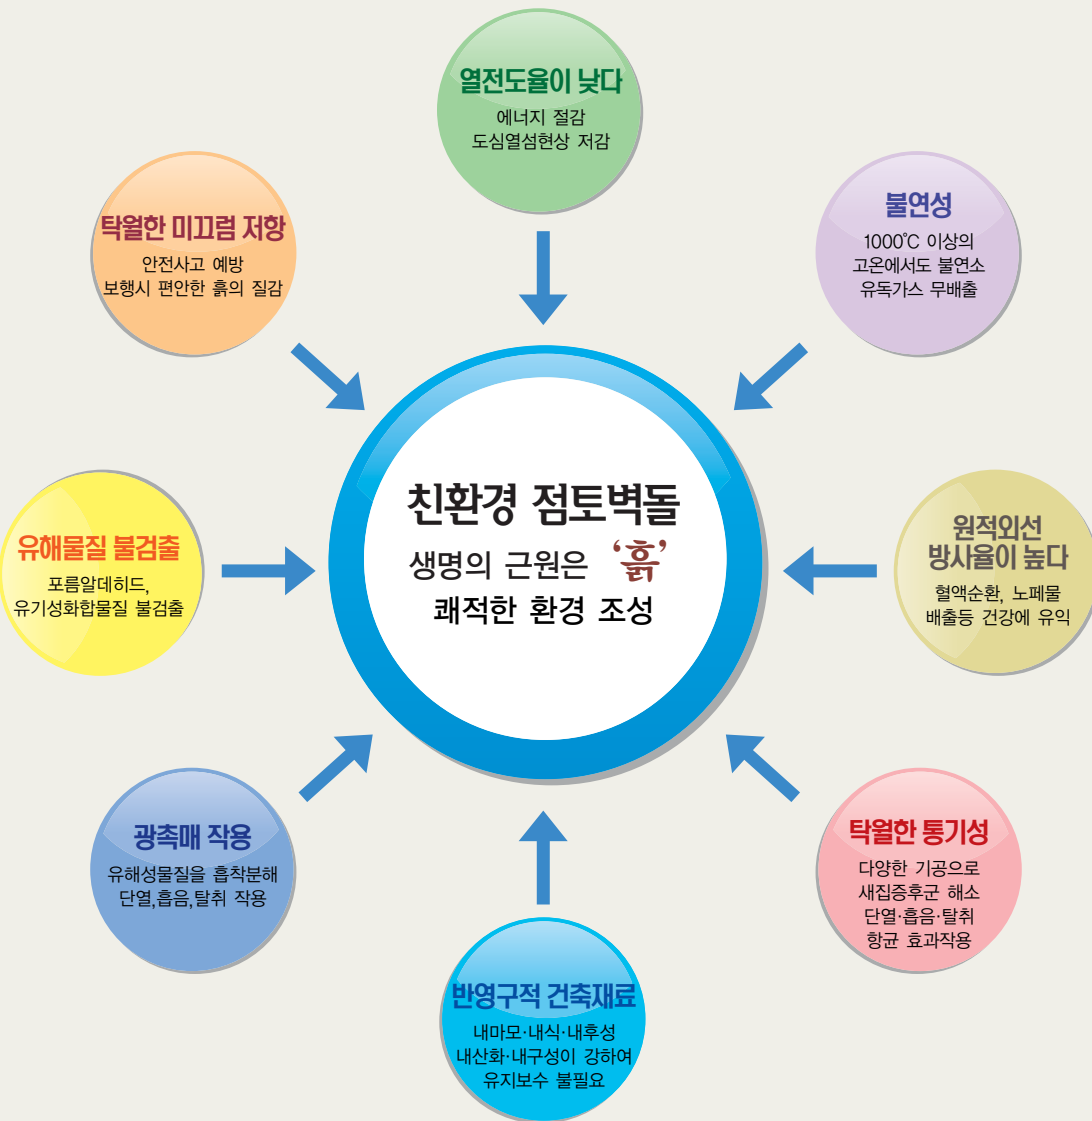 열전도율이 낮다
에너지 절감
도심열섬현상 저감
탁월한 미끄럼 저항
안전사고 예방
보행시 편안한 흙의 질감
불연성
1000℃ 이상의
고온에서도 불연소
유독가스 무배출
친환경 점토벽돌
생명의 근원은 ‘흙’
쾌적한 환경 조성
유해물질 불검출
포름알데히드,
유기성화합물질 불검출
원적외선
방사율이 높다
혈액순환, 노폐물
배출등 건강에 유익
광촉매 작용
유해성물질을 흡착분해
단열,흡음,탈취 작용
탁월한 통기성
다양한 기공으로
새집증후군 해소
단열·흡음·탈취
항균 효과작용
반영구적 건축재료
내마모·내식·내후성
내산화·내구성이 강하여
유지보수 불필요